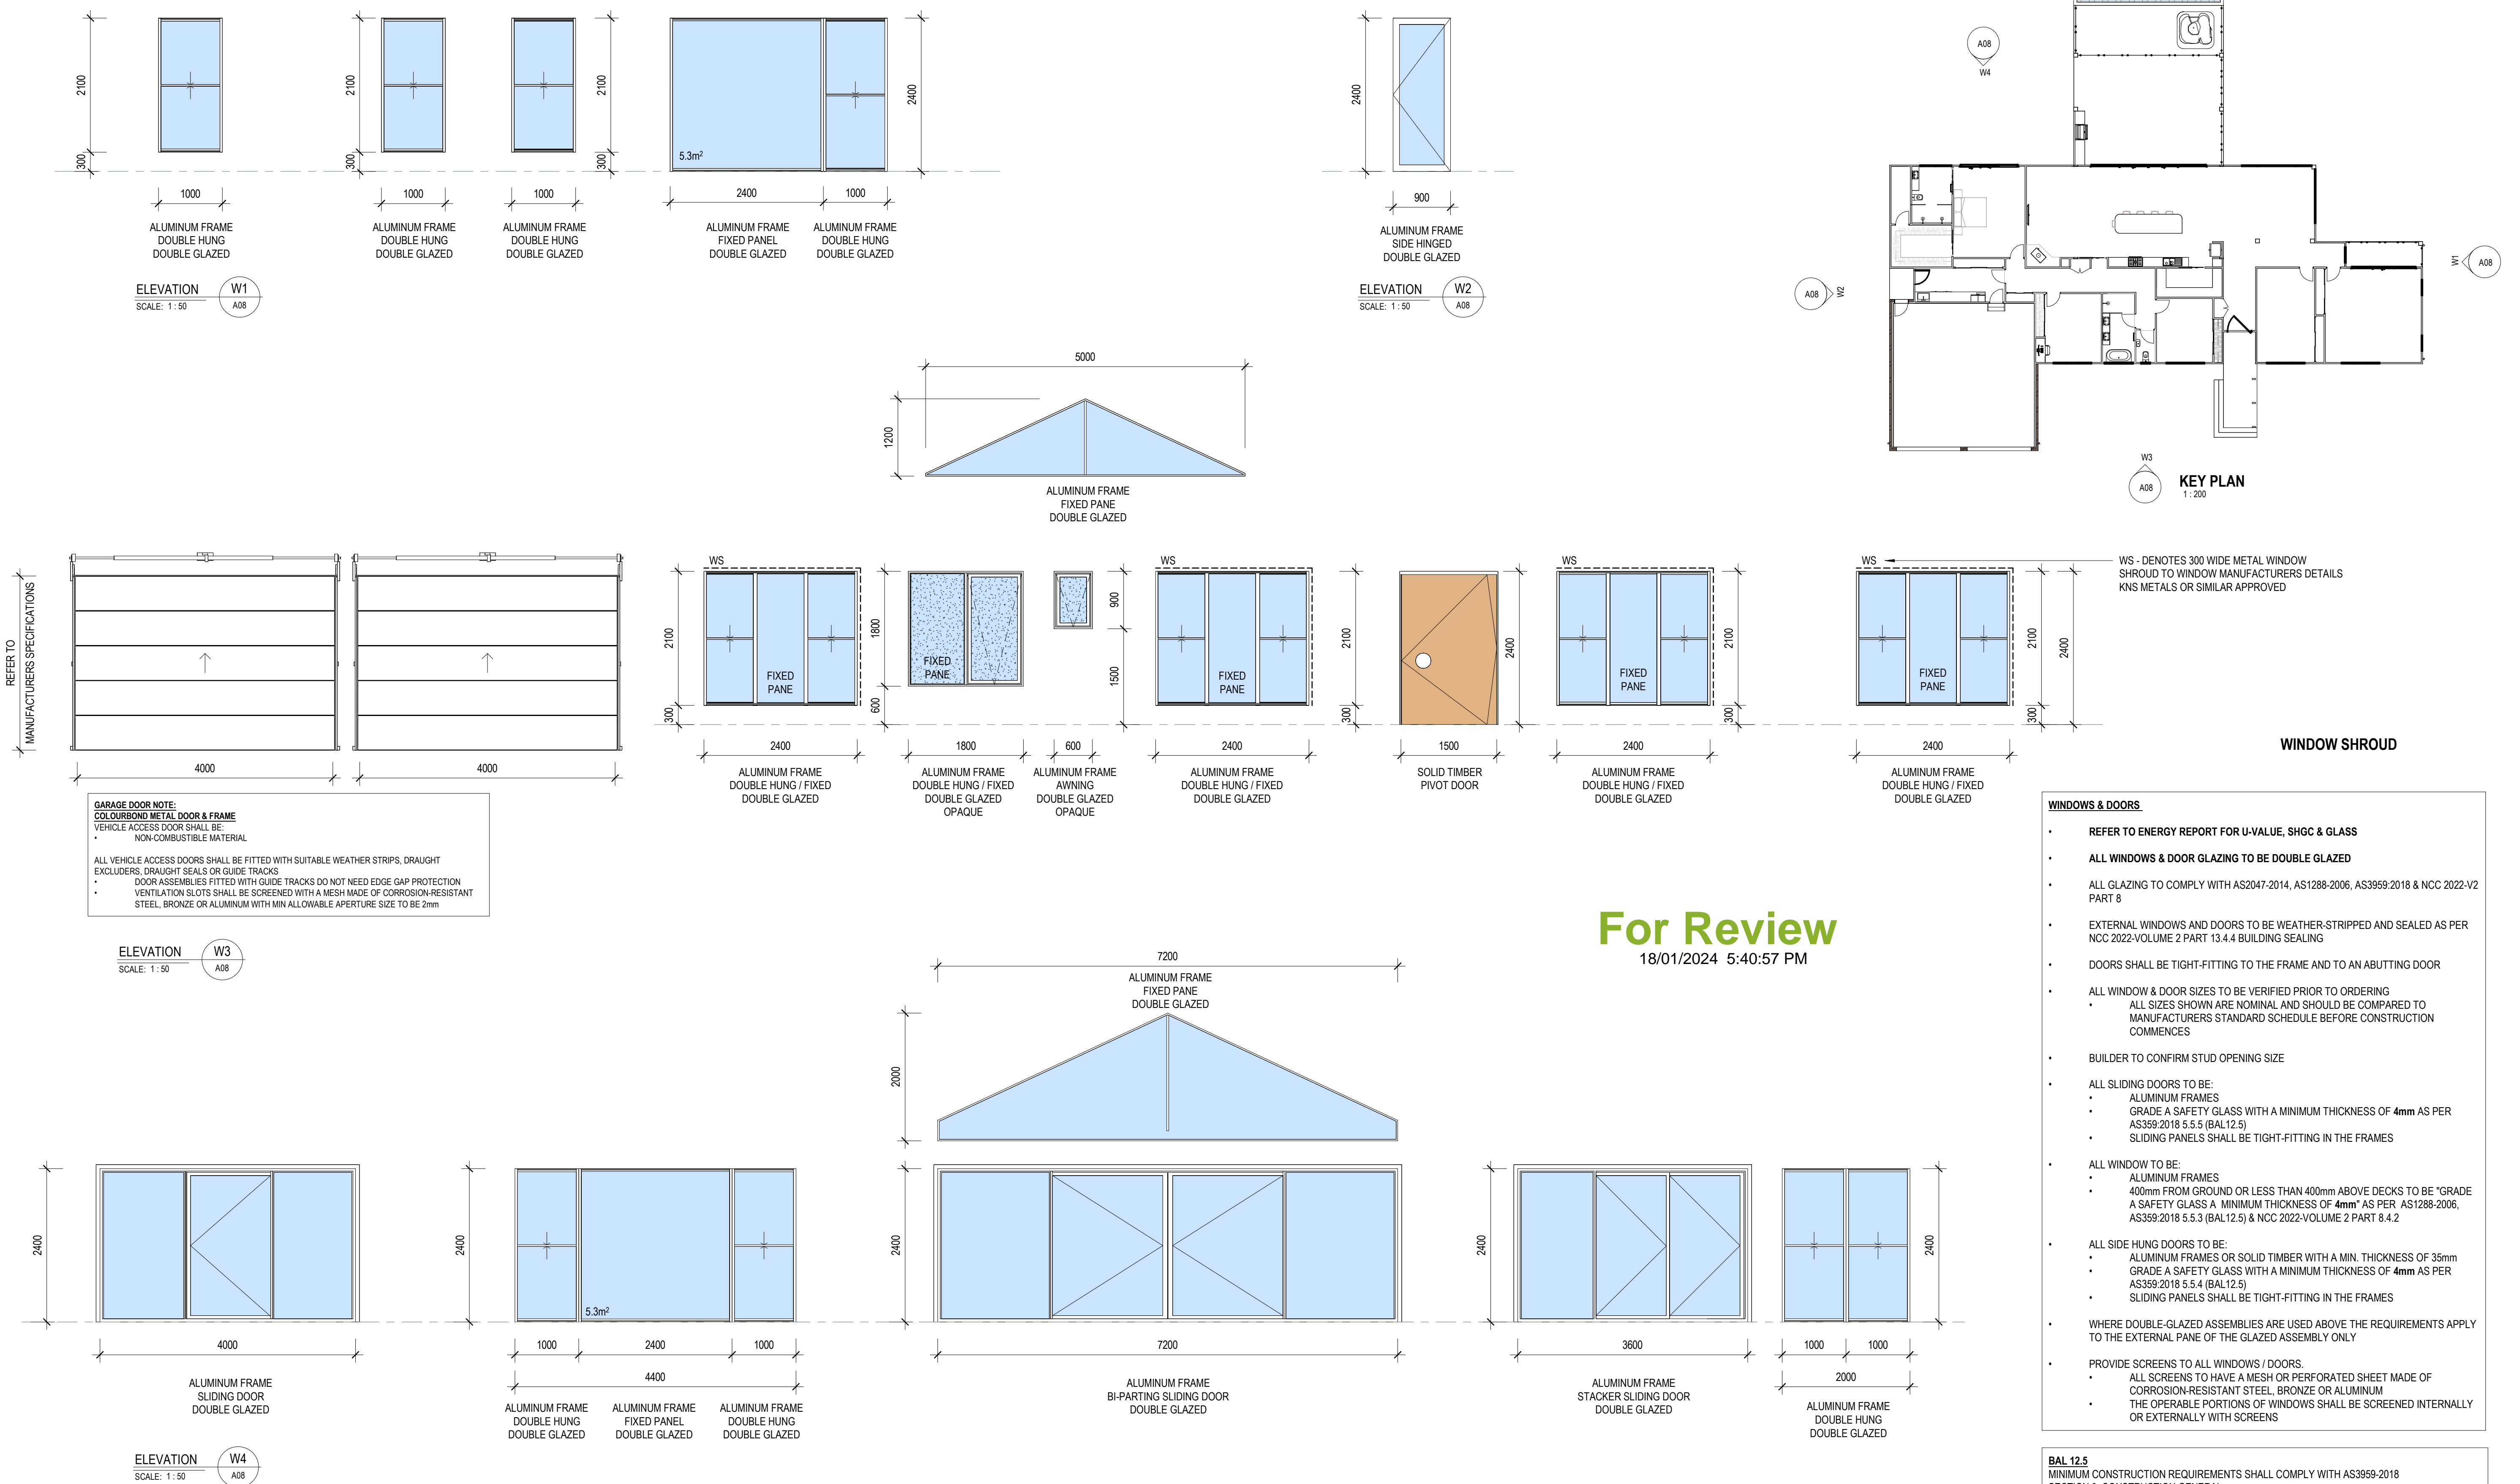 2100
300
1000
ALUMINUM FRAME
DOUBLE HUNG
DOUBLE GLAZED
2100
300
1000
ALUMINUM FRAME
DOUBLE HUNG
DOUBLE GLAZED
1000
ALUMINUM FRAME
DOUBLE HUNG
DOUBLE GLAZED
2100
300
5.3m²
2400
2400
ALUMINUM FRAME
FIXED PANEL
DOUBLE GLAZED
1000
ALUMINUM FRAME
DOUBLE HUNG
DOUBLE GLAZED
ELEVATION W1
SCALE: 1 : 50 A08
2400
900
ALUMINUM FRAME
SIDE HINGED
DOUBLE GLAZED
ELEVATION W2
SCALE: 1 : 50 A08
A08
W4
A08
W2
W1
A08
W3
A08
KEY PLAN
1 : 200
5000
1200
ALUMINUM FRAME
FIXED PANE
DOUBLE GLAZED
REFER TO
MANUFACTURERS SPECIFICATIONS
4000
4000
WS
2100
300
FIXED
PANE
2400
ALUMINUM FRAME
DOUBLE HUNG / FIXED
DOUBLE GLAZED
1800
600
FIXED
PANE
1800
ALUMINUM FRAME
DOUBLE HUNG / FIXED
DOUBLE GLAZED
OPAQUE
900
1500
600
ALUMINUM FRAME
AWNING
DOUBLE GLAZED
OPAQUE
WS
FIXED
PANE
2100
300
2400
ALUMINUM FRAME
DOUBLE HUNG / FIXED
DOUBLE GLAZED
2400
1500
SOLID TIMBER
PIVOT DOOR
WS
FIXED
PANE
2100
300
2400
ALUMINUM FRAME
DOUBLE HUNG / FIXED
DOUBLE GLAZED
WS
FIXED
PANE
2100
300
2400
2400
ALUMINUM FRAME
DOUBLE HUNG / FIXED
DOUBLE GLAZED
WS - DENOTES 300 WIDE METAL WINDOW
SHROUD TO WINDOW MANUFACTURERS DETAILS
KNS METALS OR SIMILAR APPROVED
WINDOW SHROUD
GARAGE DOOR NOTE:
COLOURBOND METAL DOOR & FRAME
VEHICLE ACCESS DOOR SHALL BE:
• NON-COMBUSTIBLE MATERIAL
ALL VEHICLE ACCESS DOORS SHALL BE FITTED WITH SUITABLE WEATHER STRIPS, DRAUGHT
EXCLUDERS, DRAUGHT SEALS OR GUIDE TRACKS
• DOOR ASSEMBLIES FITTED WITH GUIDE TRACKS DO NOT NEED EDGE GAP PROTECTION
• VENTILATION SLOTS SHALL BE SCREENED WITH A MESH MADE OF CORROSION-RESISTANT
STEEL, BRONZE OR ALUMINUM WITH MIN ALLOWABLE APERTURE SIZE TO BE 2mm
ELEVATION W3
SCALE: 1 : 50 A08
For Review
18/01/2024 5:40:57 PM
7200
ALUMINUM FRAME
FIXED PANE
DOUBLE GLAZED
2000
2400
4000
ALUMINUM FRAME
SLIDING DOOR
DOUBLE GLAZED
2400
5.3m²
1000
2400
1000
4400
ALUMINUM FRAME
DOUBLE HUNG
DOUBLE GLAZED
ALUMINUM FRAME
FIXED PANEL
DOUBLE GLAZED
ALUMINUM FRAME
DOUBLE HUNG
DOUBLE GLAZED
2400
7200
ALUMINUM FRAME
BI-PARTING SLIDING DOOR
DOUBLE GLAZED
2400
3600
ALUMINUM FRAME
STACKER SLIDING DOOR
DOUBLE GLAZED
2400
1000
1000
2000
ALUMINUM FRAME
DOUBLE HUNG
DOUBLE GLAZED
ELEVATION W4
SCALE: 1 : 50 A08
WINDOWS & DOORS
• REFER TO ENERGY REPORT FOR U-VALUE, SHGC & GLASS
• ALL WINDOWS & DOOR GLAZING TO BE DOUBLE GLAZED
• ALL GLAZING TO COMPLY WITH AS2047-2014, AS1288-2006, AS3959:2018 & NCC 2022-V2
PART 8
• EXTERNAL WINDOWS AND DOORS TO BE WEATHER-STRIPPED AND SEALED AS PER
NCC 2022-VOLUME 2 PART 13.4.4 BUILDING SEALING
• DOORS SHALL BE TIGHT-FITTING TO THE FRAME AND TO AN ABUTTING DOOR
• ALL WINDOW & DOOR SIZES TO BE VERIFIED PRIOR TO ORDERING
• ALL SIZES SHOWN ARE NOMINAL AND SHOULD BE COMPARED TO
MANUFACTURERS STANDARD SCHEDULE BEFORE CONSTRUCTION
COMMENCES
• BUILDER TO CONFIRM STUD OPENING SIZE
• ALL SLIDING DOORS TO BE:
• ALUMINUM FRAMES
• GRADE A SAFETY GLASS WITH A MINIMUM THICKNESS OF 4mm AS PER
AS359:2018 5.5.5 (BAL12.5)
• SLIDING PANELS SHALL BE TIGHT-FITTING IN THE FRAMES
• ALL WINDOW TO BE:
• ALUMINUM FRAMES
• 400mm FROM GROUND OR LESS THAN 400mm ABOVE DECKS TO BE "GRADE
A SAFETY GLASS A MINIMUM THICKNESS OF 4mm" AS PER AS1288-2006,
AS359:2018 5.5.3 (BAL12.5) & NCC 2022-VOLUME 2 PART 8.4.2
• ALL SIDE HUNG DOORS TO BE:
• ALUMINUM FRAMES OR SOLID TIMBER WITH A MIN. THICKNESS OF 35mm
• GRADE A SAFETY GLASS WITH A MINIMUM THICKNESS OF 4mm AS PER
AS359:2018 5.5.4 (BAL12.5)
• SLIDING PANELS SHALL BE TIGHT-FITTING IN THE FRAMES
• WHERE DOUBLE-GLAZED ASSEMBLIES ARE USED ABOVE THE REQUIREMENTS APPLY
TO THE EXTERNAL PANE OF THE GLAZED ASSEMBLY ONLY
• PROVIDE SCREENS TO ALL WINDOWS / DOORS.
• ALL SCREENS TO HAVE A MESH OR PERFORATED SHEET MADE OF
CORROSION-RESISTANT STEEL, BRONZE OR ALUMINUM
• THE OPERABLE PORTIONS OF WINDOWS SHALL BE SCREENED INTERNALLY
OR EXTERNALLY WITH SCREENS
BAL 12.5
MINIMUM CONSTRUCTION REQUIREMENTS SHALL COMPLY WITH AS3959-2018